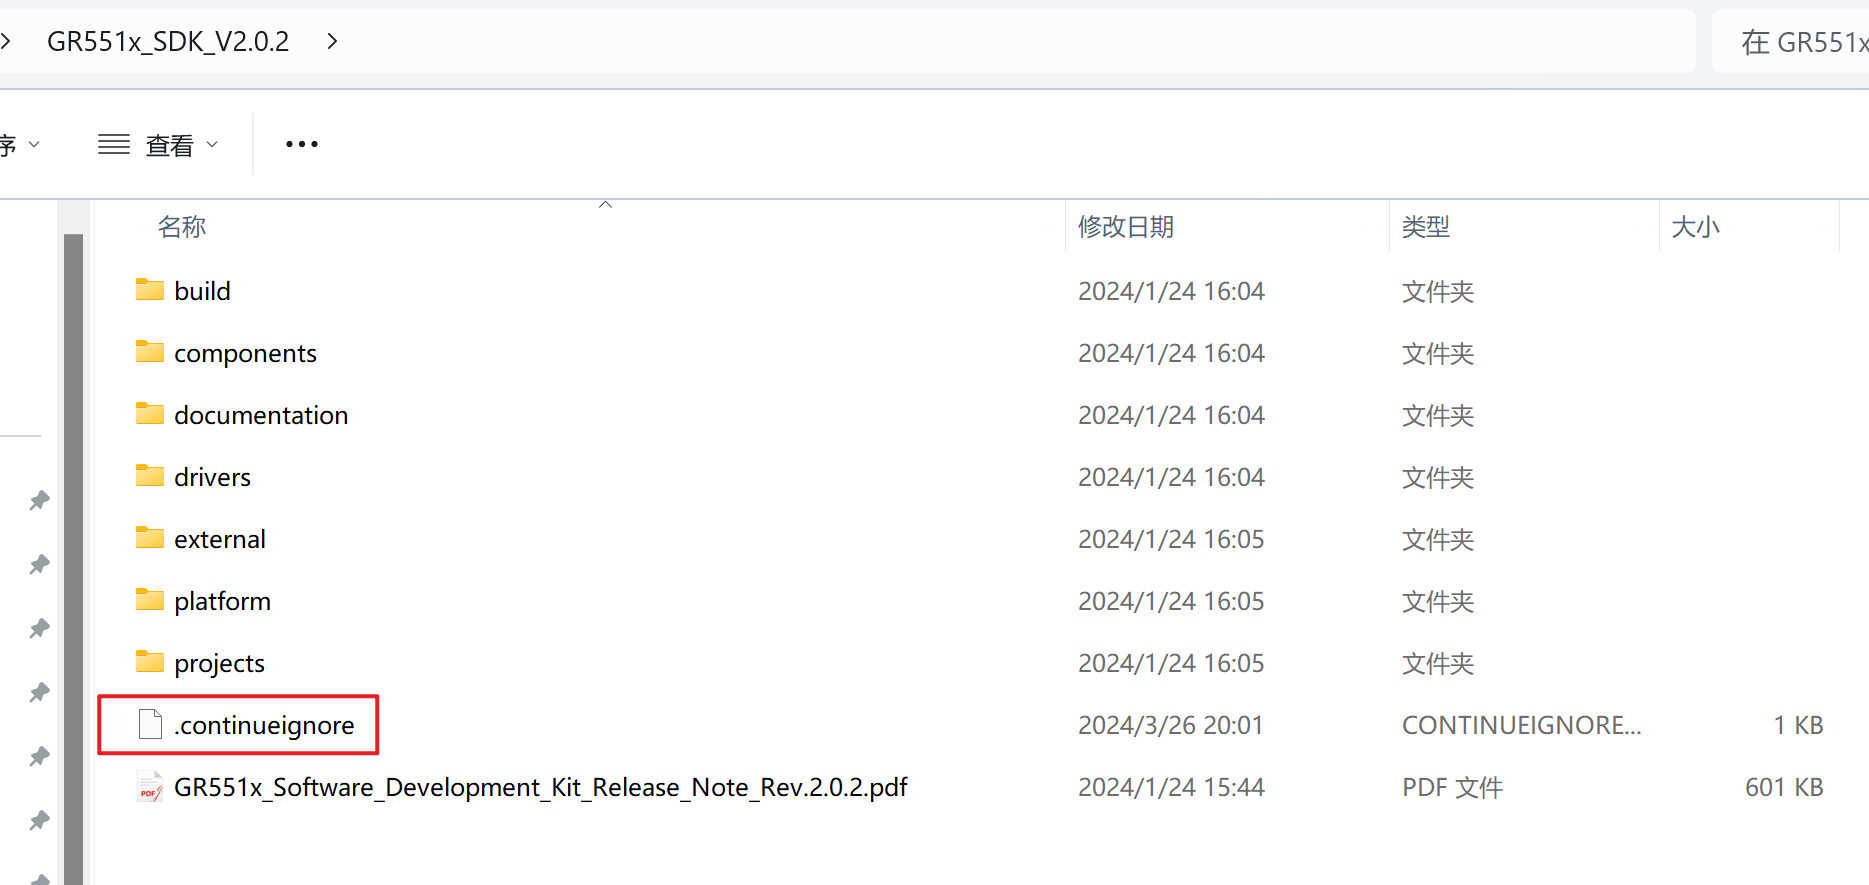 GR551x_SDK_V2.0.2
在 GR551x
序 查看
名称 修改日期 类型 大小
build 2024/1/24 16:04 文件夹
components 2024/1/24 16:04 文件夹
documentation 2024/1/24 16:04 文件夹
drivers 2024/1/24 16:04 文件夹
external 2024/1/24 16:05 文件夹
platform 2024/1/24 16:05 文件夹
projects 2024/1/24 16:05 文件夹
.continueignore 2024/3/26 20:01 CONTINUEIGNORE... 1 KB
PDF GR551x_Software_Development_Kit_Release_Note_Rev.2.0.2.pdf 2024/1/24 15:44 PDF 文件 601 KB